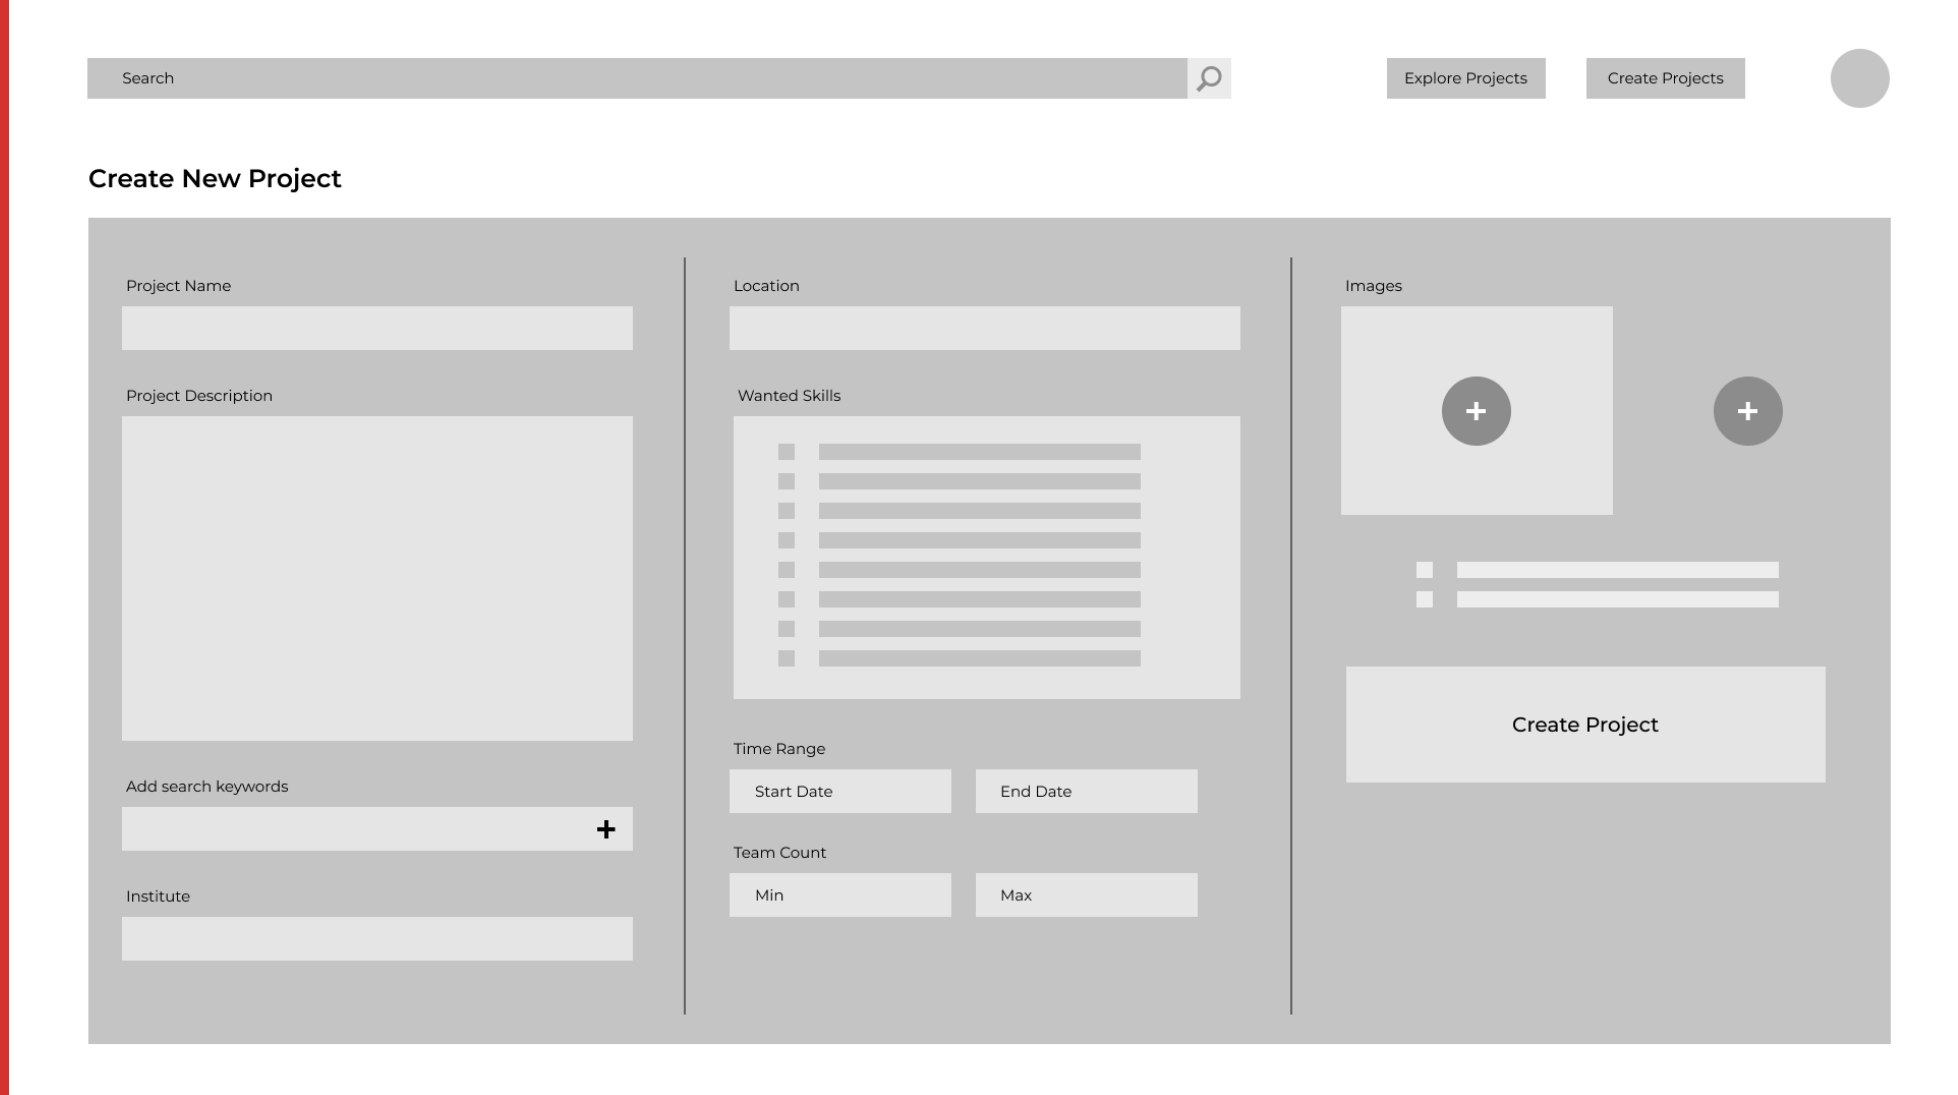 Search
Explore Projects
Create Projects
Create New Project
Project Name
Project Description
Add search keywords
+
Institute
Location
Wanted Skills
Time Range
Start Date
End Date
Team Count
Min
Max
Images
+
+
Create Project